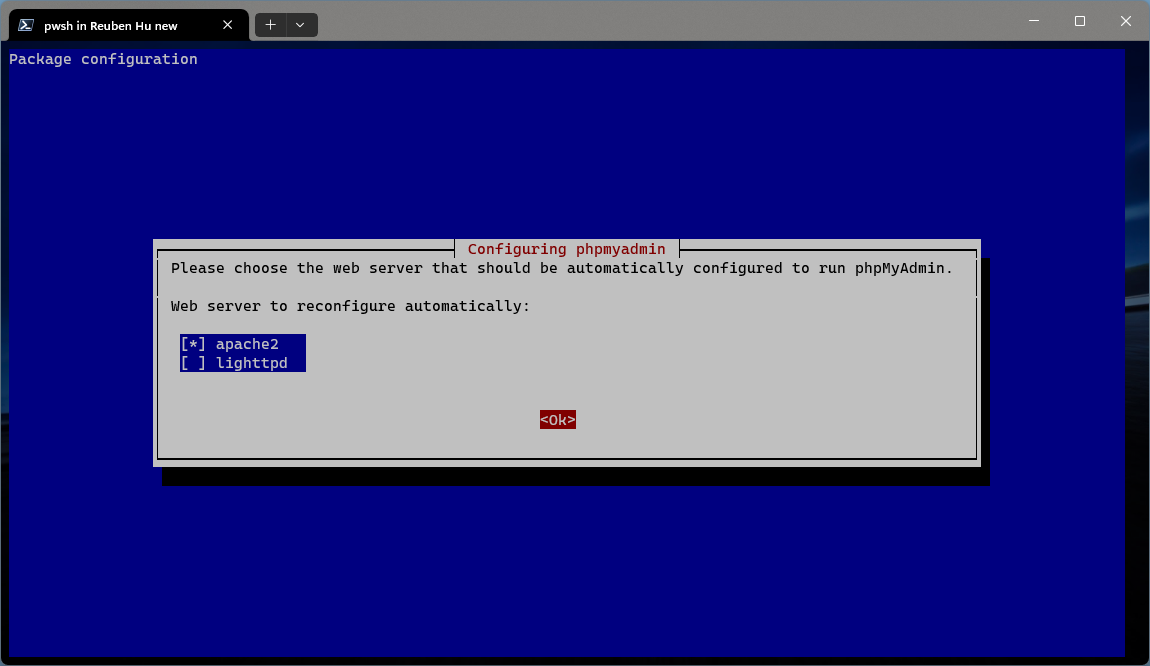 pwsh in Reuben Hu new
Package configuration
Configuring phpmyadmin
Please choose the web server that should be automatically configured to run phpMyAdmin.
Web server to reconfigure automatically:
[*] apache2
[ ] lighttpd
<Ok>